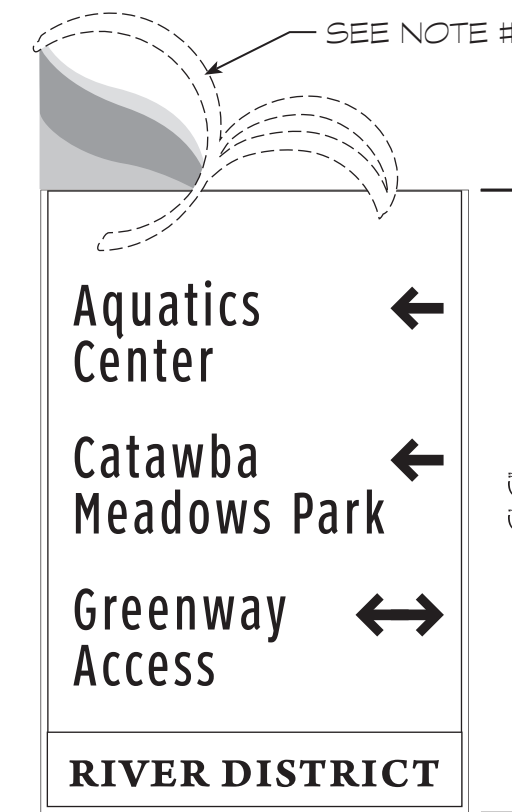 SEE NOTE #
Aquatics
Center
Catawba
Meadows Park
Greenway
Access
RIVER DISTRICT